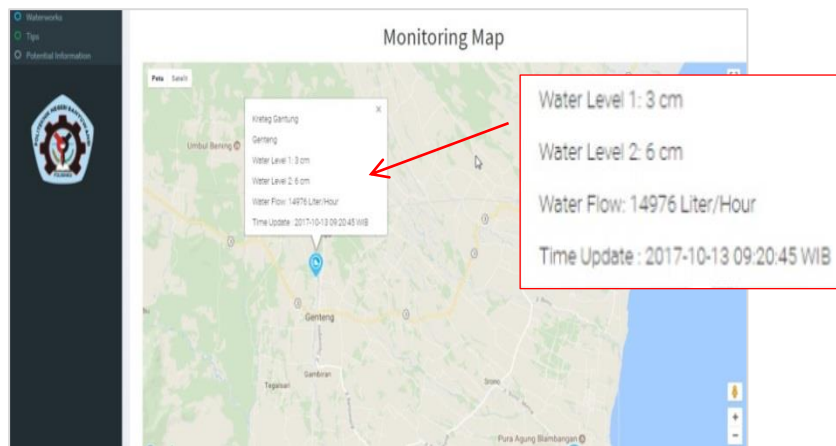 Waterworks
Tips
Potential Information
Monitoring Map
Peta Satelit
Kreteg Gantung
Genteng
Water Level 1: 3 cm
Water Level 2: 6 cm
Water Flow: 14976 Liter/Hour
Time Update : 2017-10-13 09:20:45 WIB
Umbul Bening
Genteng
Gambiran
Tegalsari
Srono
Pura Agung Blambangan
Water Level 1: 3 cm
Water Level 2: 6 cm
Water Flow: 14976 Liter/Hour
Time Update : 2017-10-13 09:20:45 WIB